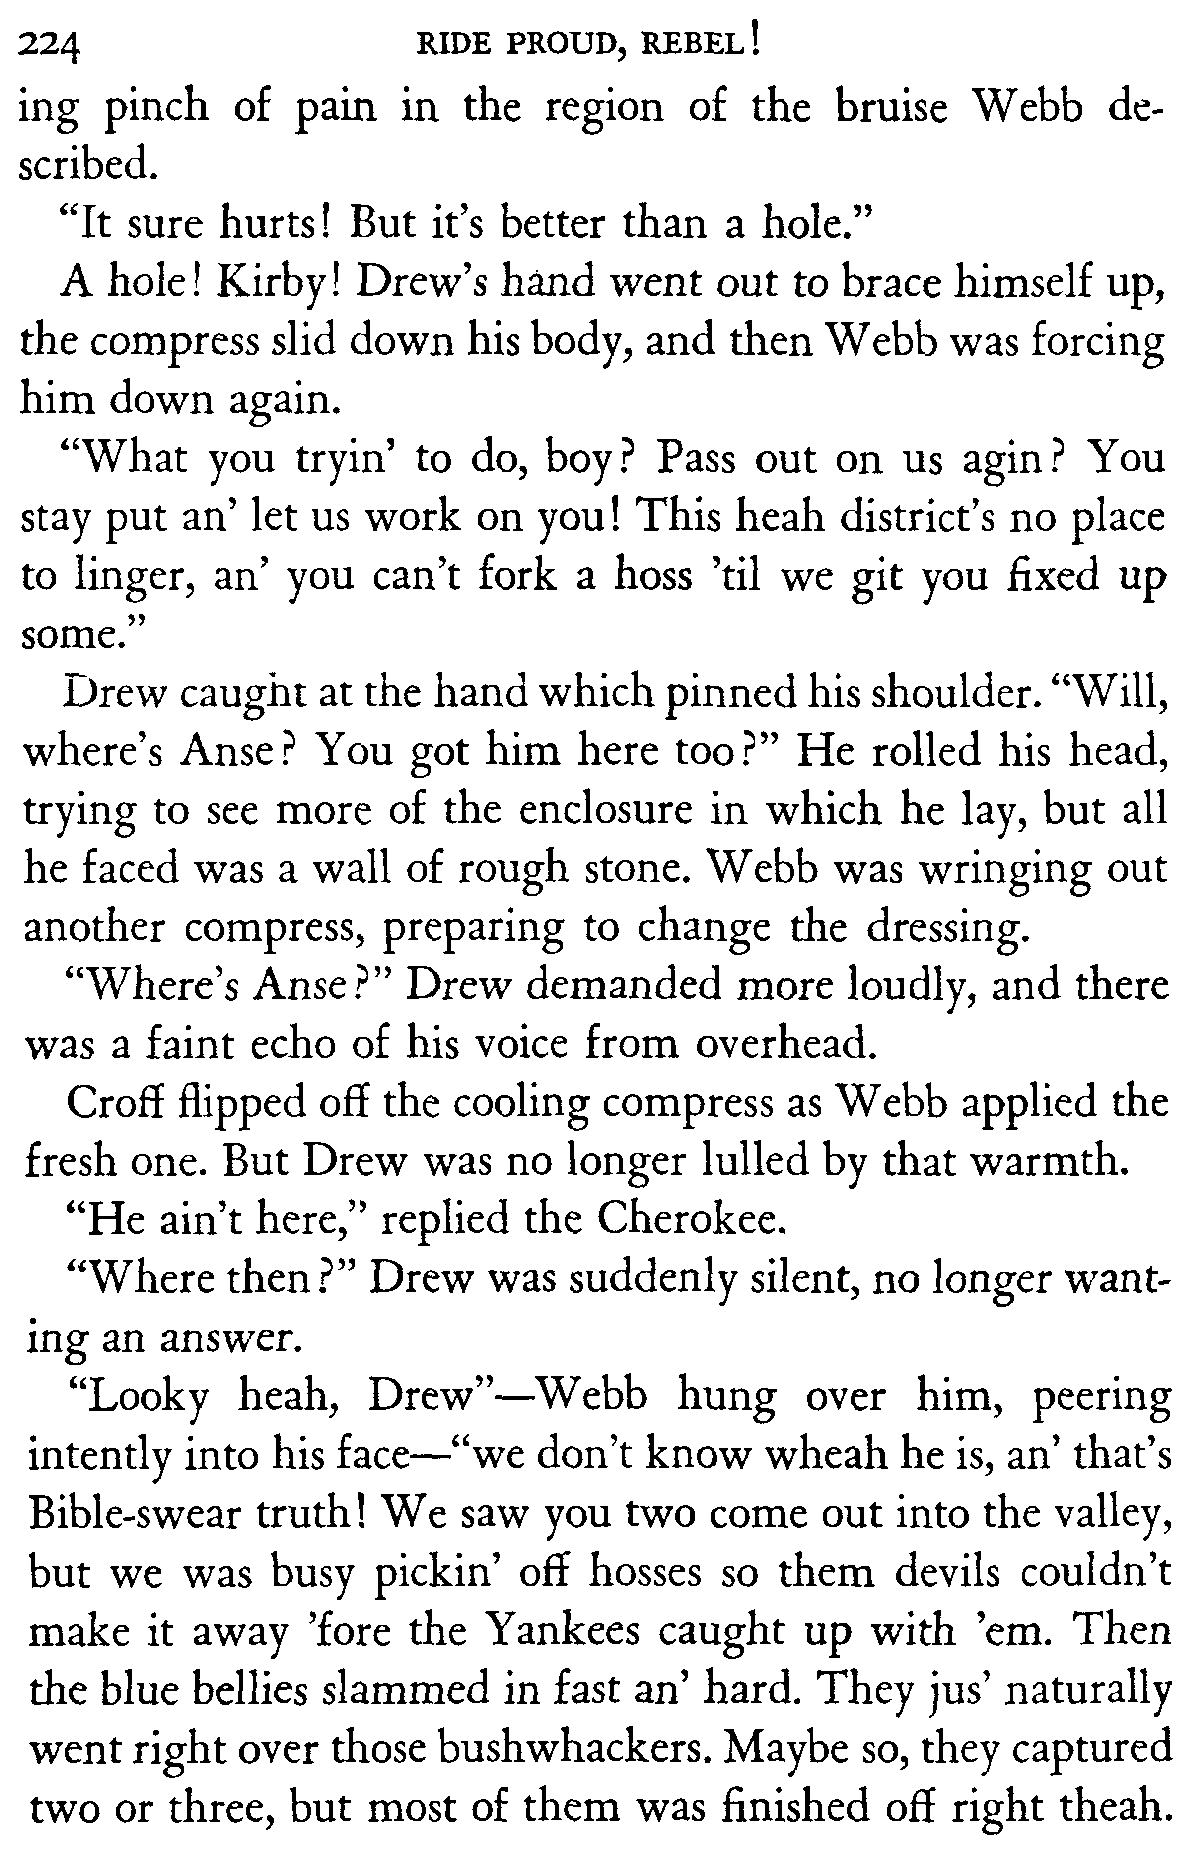 224 RIDE PROUD, REBEL!
ing pinch of pain in the region of the bruise Webb de-
scribed.
“It sure hurts! But it’s better than a hole.”
A hole! Kirby! Drew’s hand went out to brace himself up,
the compress slid down his body, and then Webb was forcing
him down again.
“What you tryin’ to do, boy? Pass out on us agin? You
stay put an’ let us work on you! This heah district’s no place
to linger, an’ you can’t fork a hoss ’til we git you fixed up
some.”
Drew caught at the hand which pinned his shoulder. “Will,
where’s Anse? You got him here too?” He rolled his head,
trying to see more of the enclosure in which he lay, but all
he faced was a wall of rough stone. Webb was wringing out
another compress, preparing to change the dressing.
“Where’s Anse?” Drew demanded more loudly, and there
was a faint echo of his voice from overhead.
Croff flipped off the cooling compress as Webb applied the
fresh one. But Drew was no longer lulled by that warmth.
“He ain’t here,” replied the Cherokee.
“Where then?” Drew was suddenly silent, no longer want-
ing an answer.
“Looky heah, Drew”—Webb hung over him, peering
intently into his face—“we don’t know wheah he is, an’ that’s
Bible-swear truth! We saw you two come out into the valley,
but we was busy pickin’ off hosses so them devils couldn’t
make it away ’fore the Yankees caught up with ’em. Then
the blue bellies slammed in fast an’ hard. They jus’ naturally
went right over those bushwhackers. Maybe so, they captured
two or three, but most of them was finished off right theah.